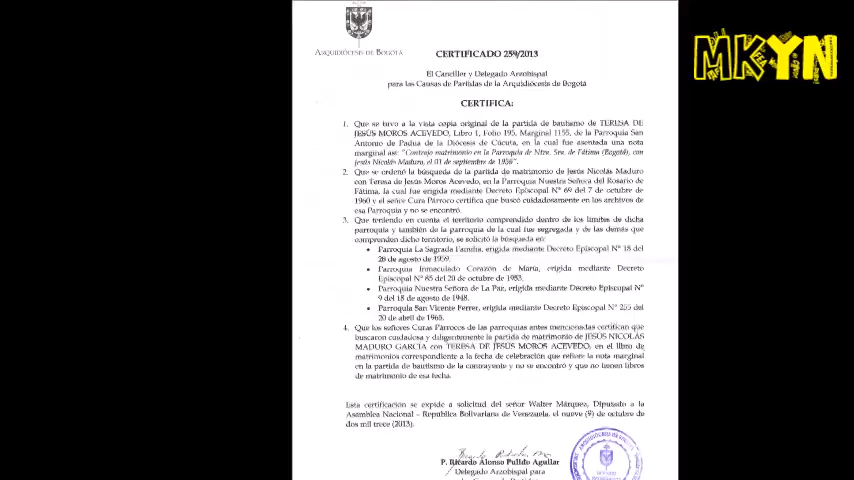 MKYN
ARQUIDIÓCESIS DE BOGOTÁ
CERTIFICADO 259/2013
El Canciller y Delegado Arzobispal
para las Causas de Partidas de la Arquidiócesis de Bogotá
CERTIFICA:
1. Que se tuvo a la vista copia original de la partida de bautismo de TERESA DE
JESÚS MOROS ACEVEDO, Libro 1, Folio 195, Marginal 1155, de la Parroquia San
Antonio de Padua de la Diócesis de Cúcuta, en la cual fue asentada una nota
marginal así: "Contrajo matrimonio en la Parroquia de Ntra. Sra. de Fátima (Bogotá), con
Jesús Nicolás Maduro, el 01 de septiembre de 1956".
2. Que se ordenó la búsqueda de la partida de matrimonio de Jesús Nicolás Maduro
con Teresa de Jesús Moros Acevedo, en la Parroquia Nuestra Señora del Rosario de
Fátima, la cual fue erigida mediante Decreto Episcopal N° 69 del 7 de octubre de
1960 y el señor Cura Párroco certifica que buscó cuidadosamente en los archivos de
esa Parroquia y no se encontró.
3. Que teniendo en cuenta el territorio comprendido dentro de los límites de dicha
parroquia y también de la parroquia de la cual fue segregada y de las demás que
comprenden dicho territorio, se solicitó la búsqueda en:
• Parroquia La Sagrada Familia, erigida mediante Decreto Episcopal N° 18 del
28 de agosto de 1959.
• Parroquia Inmaculado Corazón de María, erigida mediante Decreto
Episcopal N° 85 del 20 de octubre de 1953.
• Parroquia Nuestra Señora de La Paz, erigida mediante Decreto Episcopal N°
9 del 18 de agosto de 1948.
• Parroquia San Vicente Ferrer, erigida mediante Decreto Episcopal N° 255 del
20 de abril de 1965.
4. Que los señores Curas Párrocos de las parroquias antes mencionadas certifican que
buscaron cuidadosa y diligentemente la partida de matrimonio de JESÚS NICOLÁS
MADURO GARCÍA con TERESA DE JESÚS MOROS ACEVEDO, en el libro de
matrimonios correspondiente a la fecha de celebración que refiere la nota marginal
en la partida de bautismo de la contrayente y no se encontró y que no tienen libros
de matrimonio de esa fecha.
Esta certificación se expide a solicitud del señor Walter Márquez, Diputado a la
Asamblea Nacional – República Bolivariana de Venezuela, el nueve (9) de octubre de
dos mil trece (2013).
P. Ricardo Alonso Pulido Aguilar
Delegado Arzobispal para